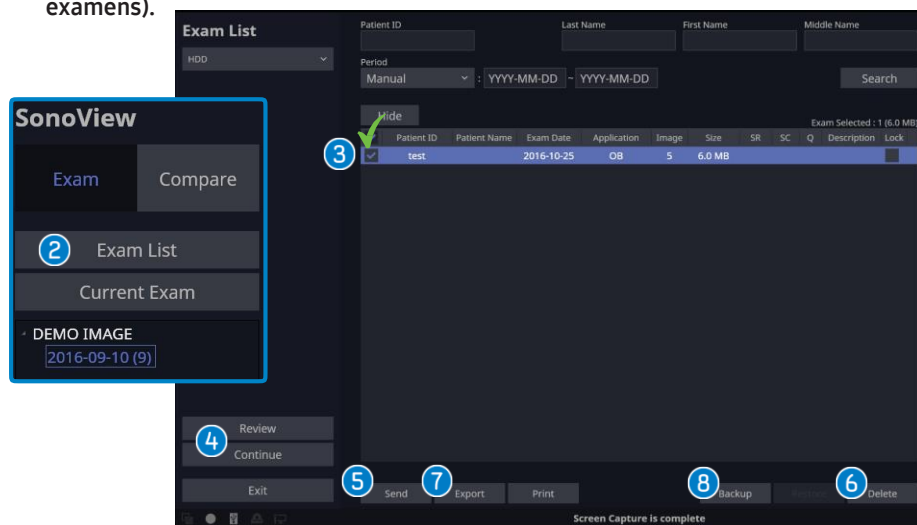 examens).
Exam List
Patient ID Last Name First Name Middle Name
HDD
Period
Manual : YYYY-MM-DD ~ YYYY-MM-DD Search
SonoView
Exam Compare
2 Exam List
Current Exam
DEMO IMAGE
2016-09-10 (9)
Hide
Exam Selected : 1 (6.0 MB)
Patient ID Patient Name Exam Date Application Image Size SR SC Q Description Lock
3 test 2016-10-25 OB 5 6.0 MB
4
Review
Continue
Exit
5 Send 7 Export Print 8 Backup 6 Delete
Screen Capture is complete